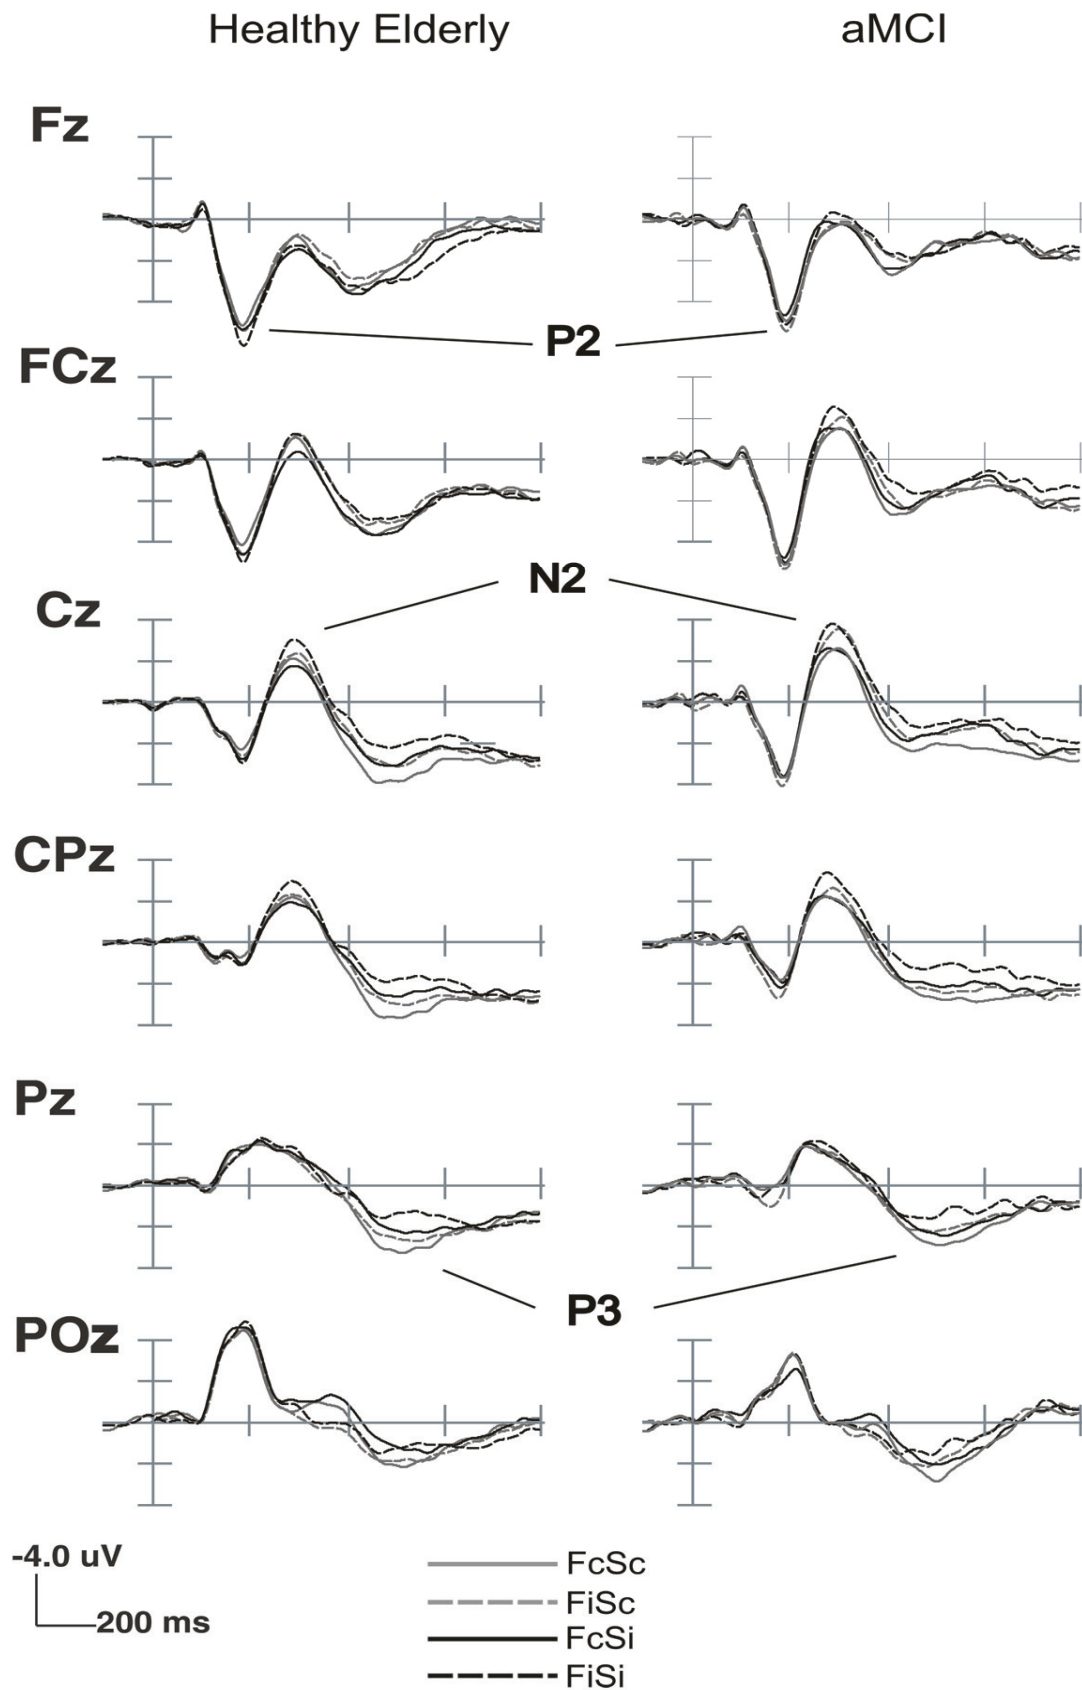 Healthy Elderly aMCI
Fz
P2
FCz
N2
Cz
CPz
Pz
P3
POz
-4.0 uV
200 ms
FcSc
FiSc
FcSi
FiSi